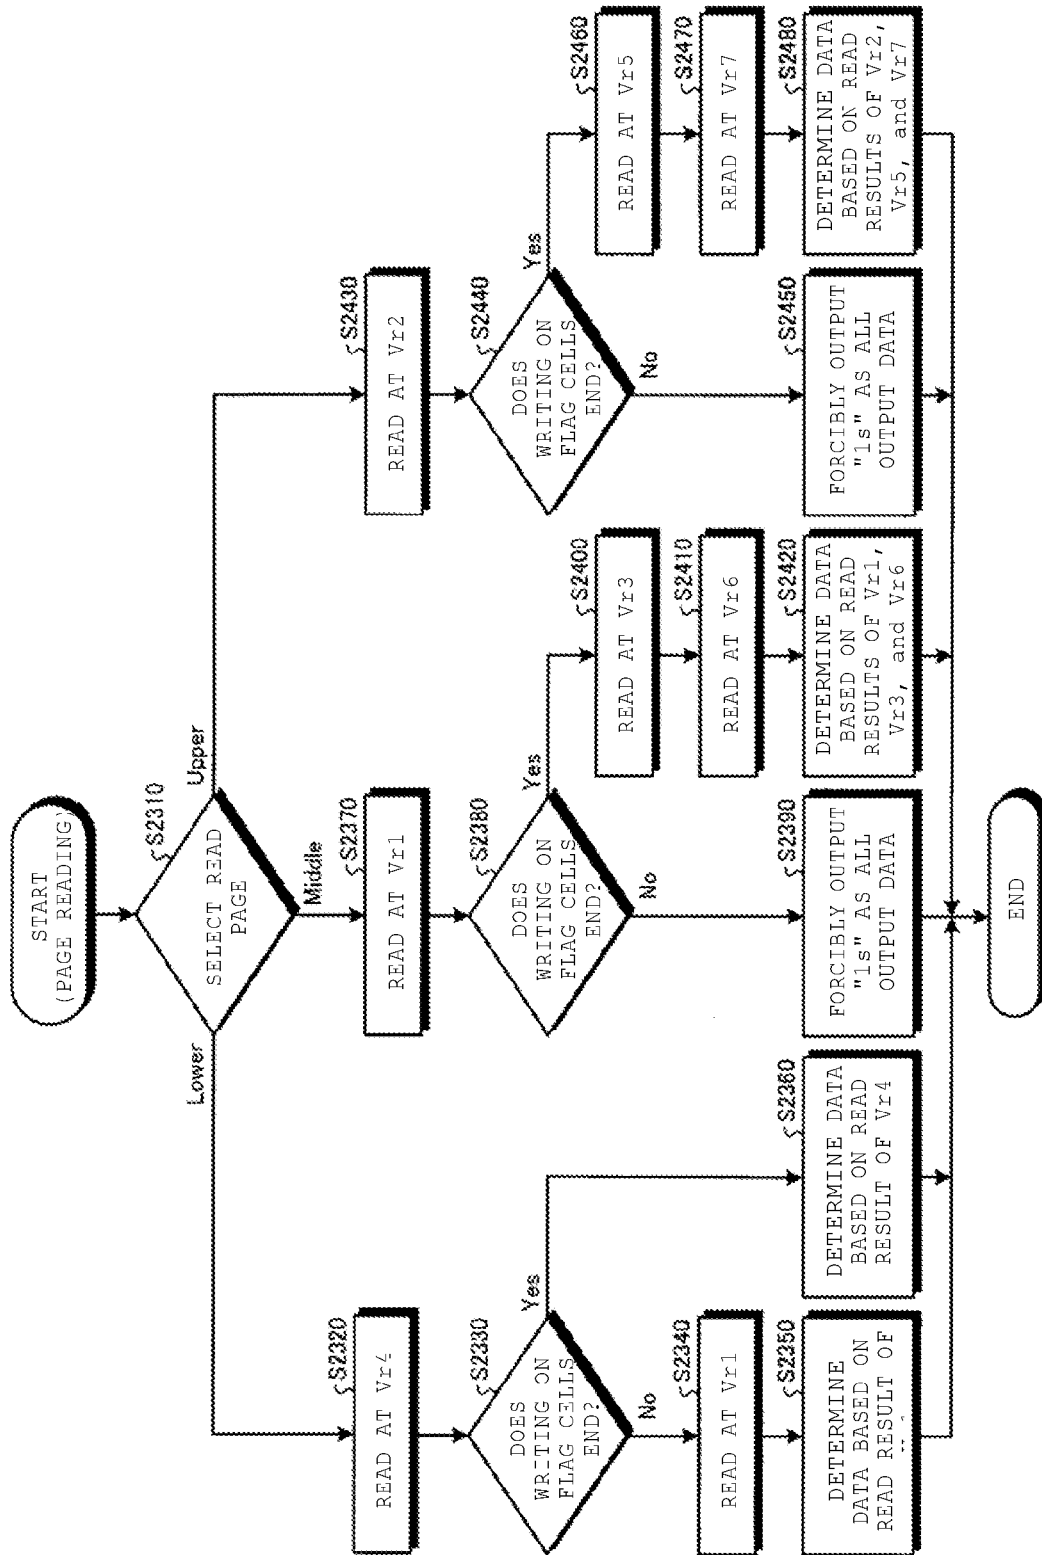 START
(PAGE READING)
S2310
SELECT READ
PAGE
Lower
Middle
Upper
S2320
READ AT Vr4
S2330
DOES
WRITING ON
FLAG CELLS
END?
Yes
No
S2340
READ AT Vr1
S2350
DETERMINE
DATA BASED ON
READ RESULT OF
S2360
DETERMINE DATA
BASED ON READ
RESULT OF Vr4
S2370
READ AT Vr1
S2380
DOES
WRITING ON
FLAG CELLS
END?
Yes
No
S2390
FORCIBLY OUTPUT
"1s" AS ALL
OUTPUT DATA
S2400
READ AT Vr3
S2410
READ AT Vr6
S2420
DETERMINE DATA
BASED ON READ
RESULTS OF Vr1,
Vr3, and Vr6
S2430
READ AT Vr2
S2440
DOES
WRITING ON
FLAG CELLS
END?
Yes
No
S2450
FORCIBLY OUTPUT
"1s" AS ALL
OUTPUT DATA
S2460
READ AT Vr5
S2470
READ AT Vr7
S2480
DETERMINE DATA
BASED ON READ
RESULTS OF Vr2,
Vr5, and Vr7
END